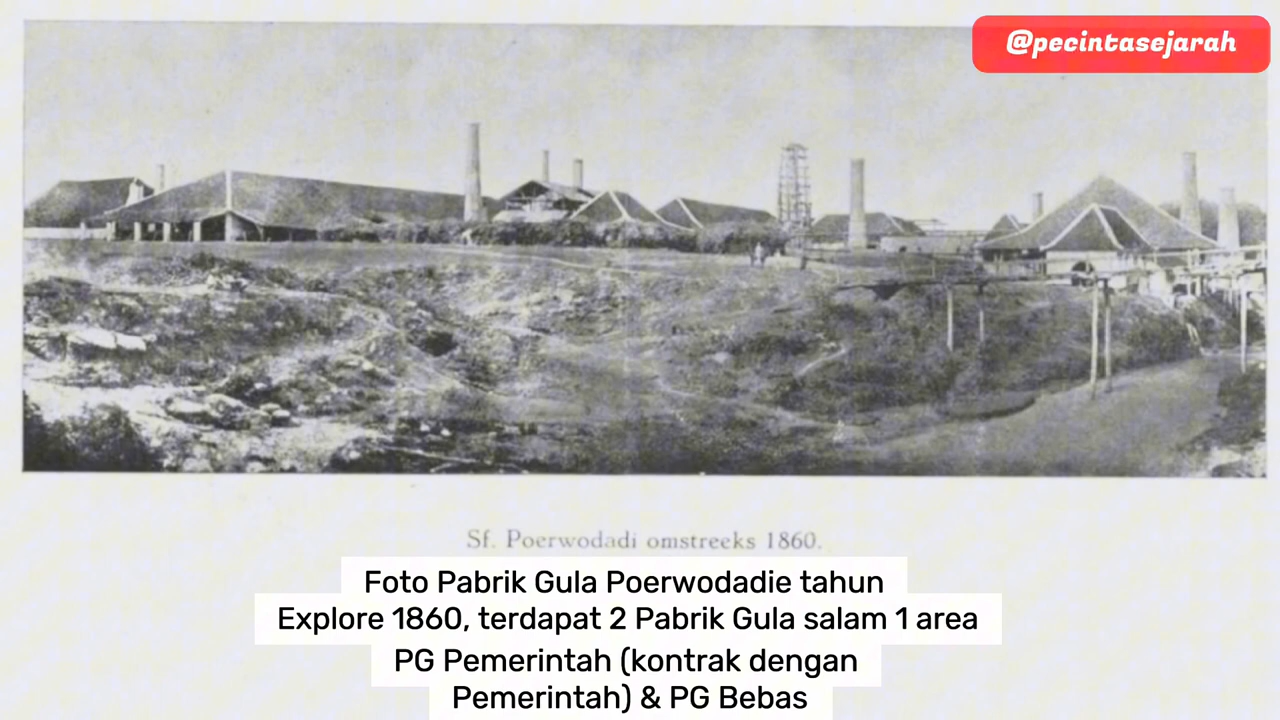 @pecintasejarah
Sf. Poerwodadi omstreeks 1860.
Foto Pabrik Gula Poerwodadie tahun
Explore 1860, terdapat 2 Pabrik Gula salam 1 area
PG Pemerintah (kontrak dengan
Pemerintah) & PG Bebas